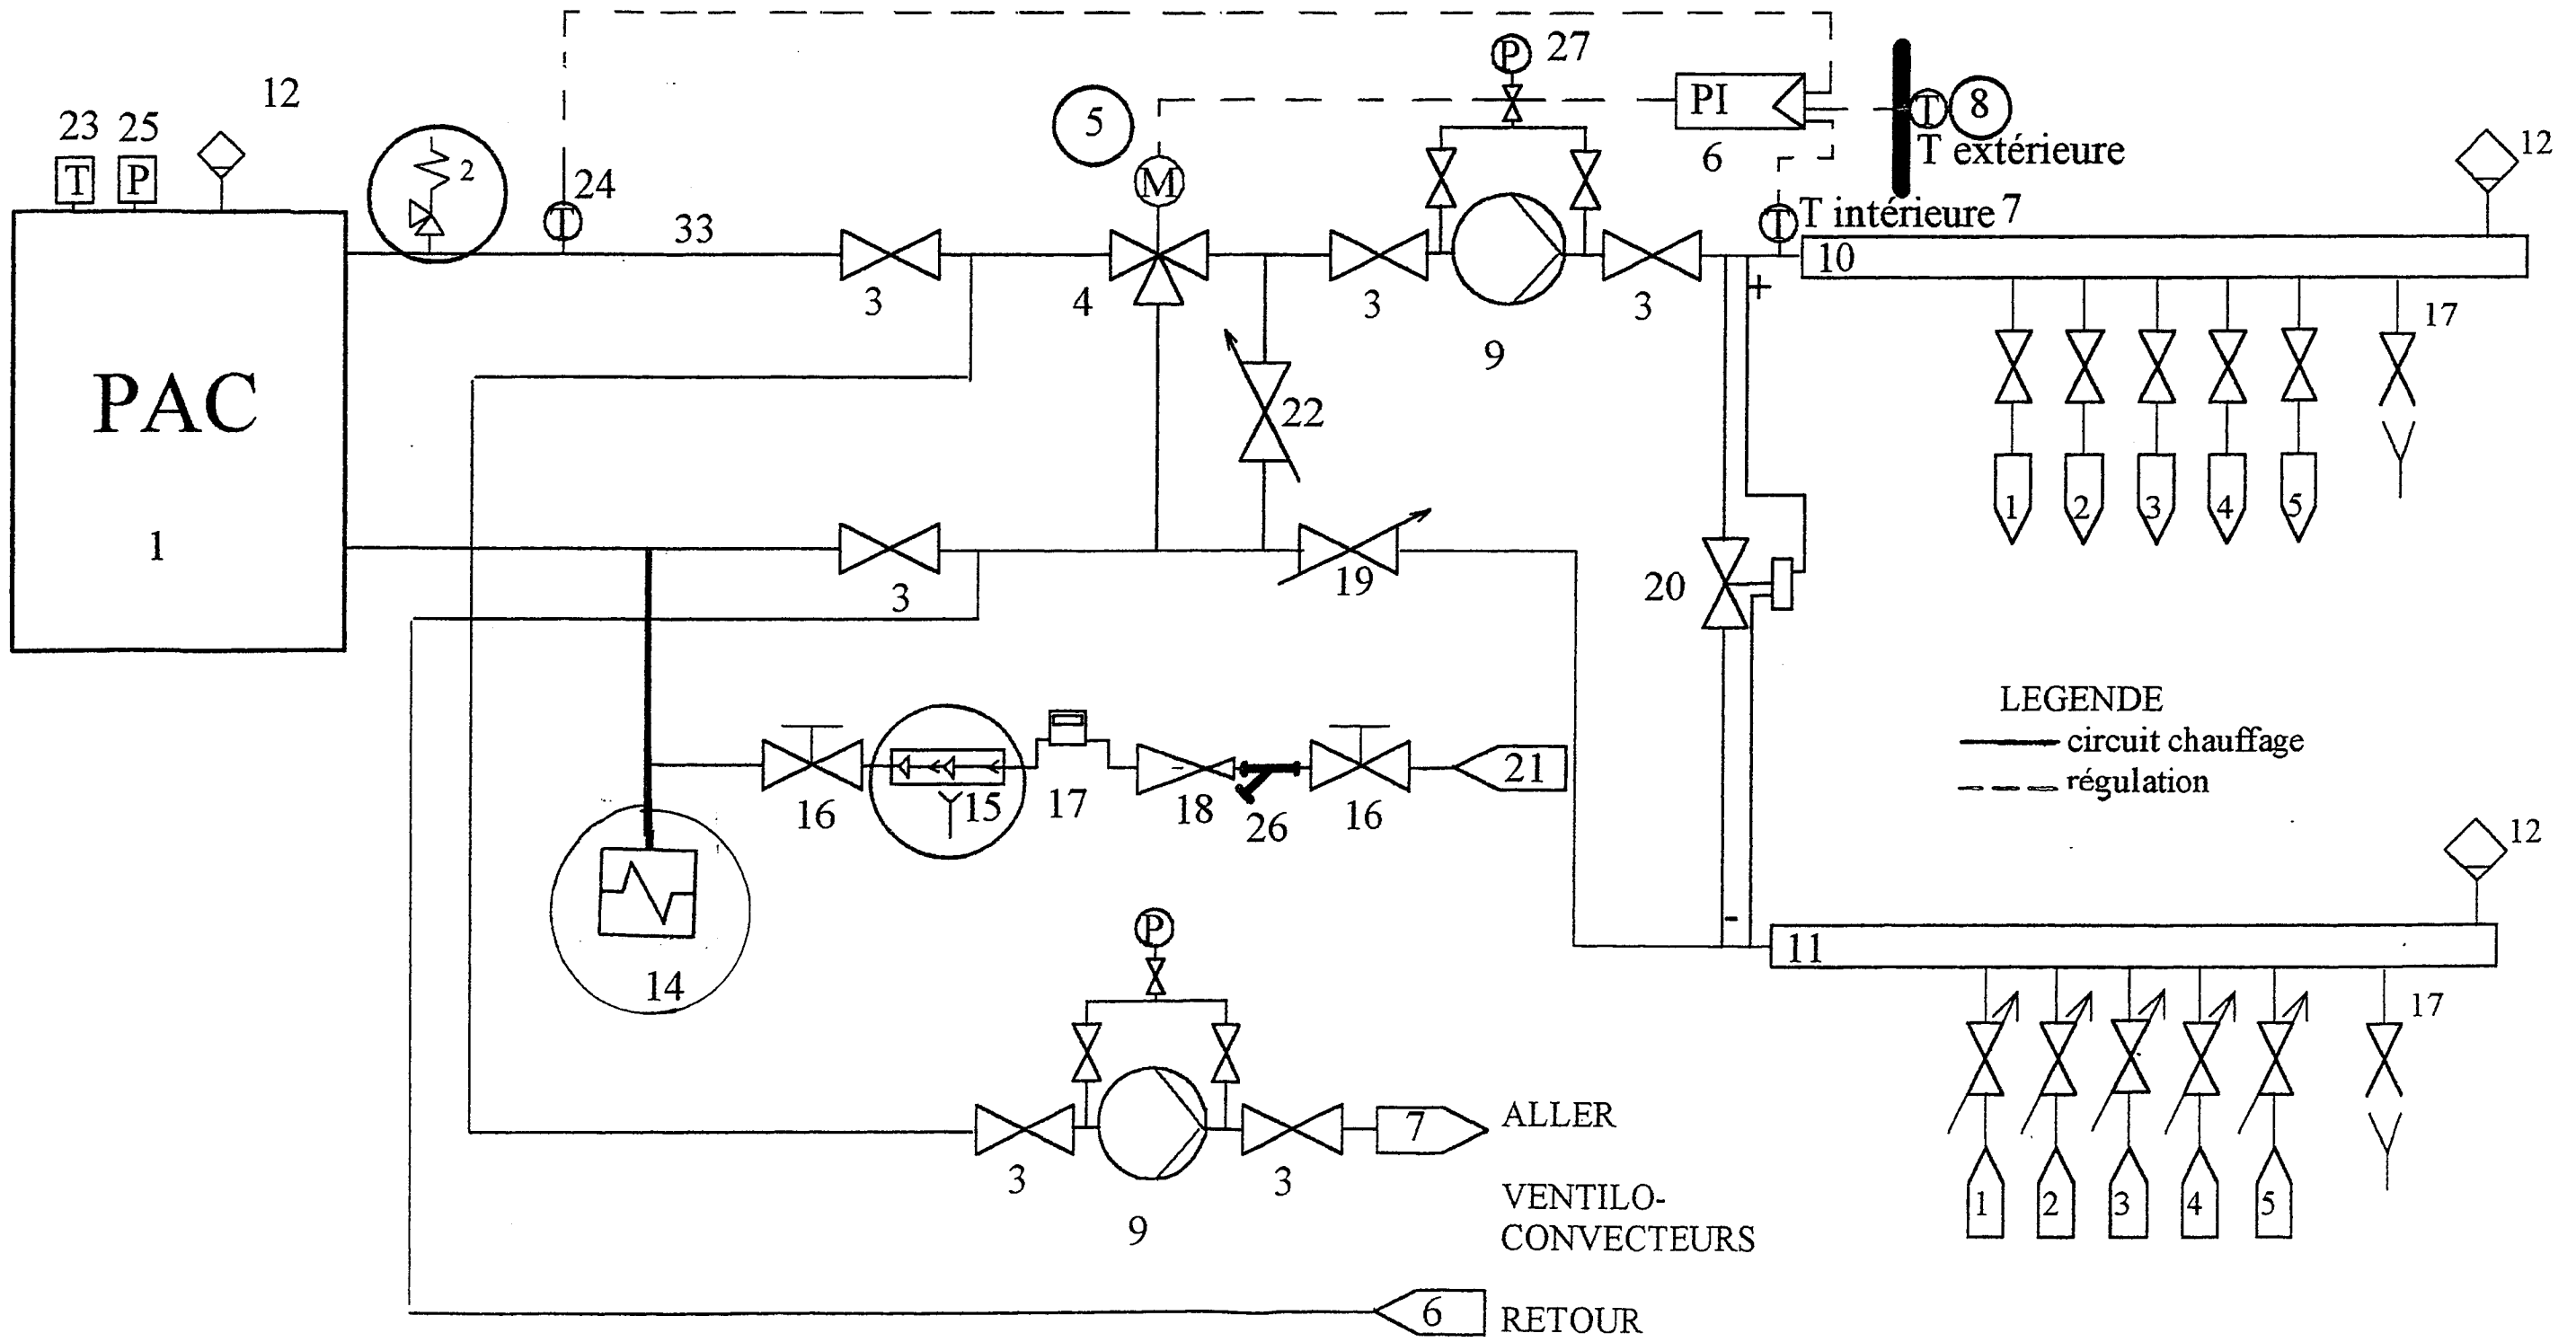 27
12
PI
T
8
5
23
25
T
P
P
2
24
T
M
6
T extérieure
12
33
T
T intérieure 7
10
3
4
3
3
+
9
17
PAC
22
1
2
3
4
5
1
3
19
20
LEGENDE
circuit chauffage
régulation
16
15
17
18
26
16
21
12
14
P
-
11
17
7
ALLER
3
3
9
VENTILO-
CONVECTEURS
1
2
3
4
5
6
RETOUR